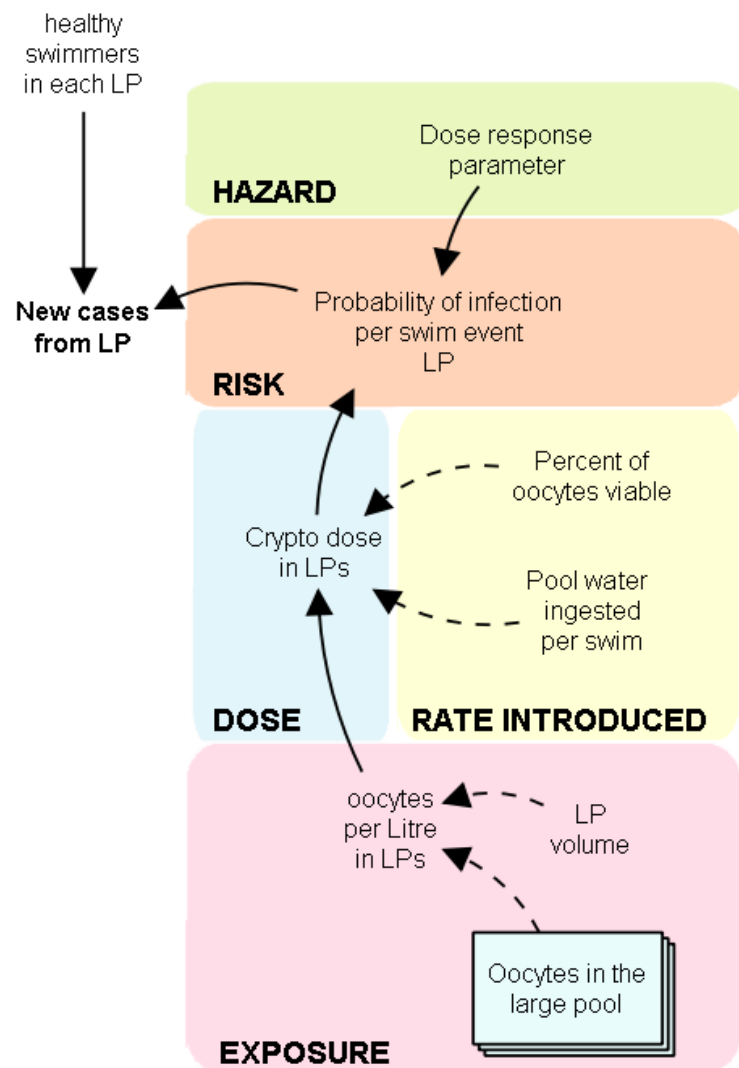 healthy
swimmers
in each LP
Dose response
parameter
HAZARD
New cases
from LP
Probability of infection
per swim event
LP
RISK
Percent of
oocytes viable
Crypto dose
in LPs
Pool water
ingested
per swim
DOSE
RATE INTRODUCED
oocytes
per Litre
in LPs
LP
volume
Oocytes in the
large pool
EXPOSURE